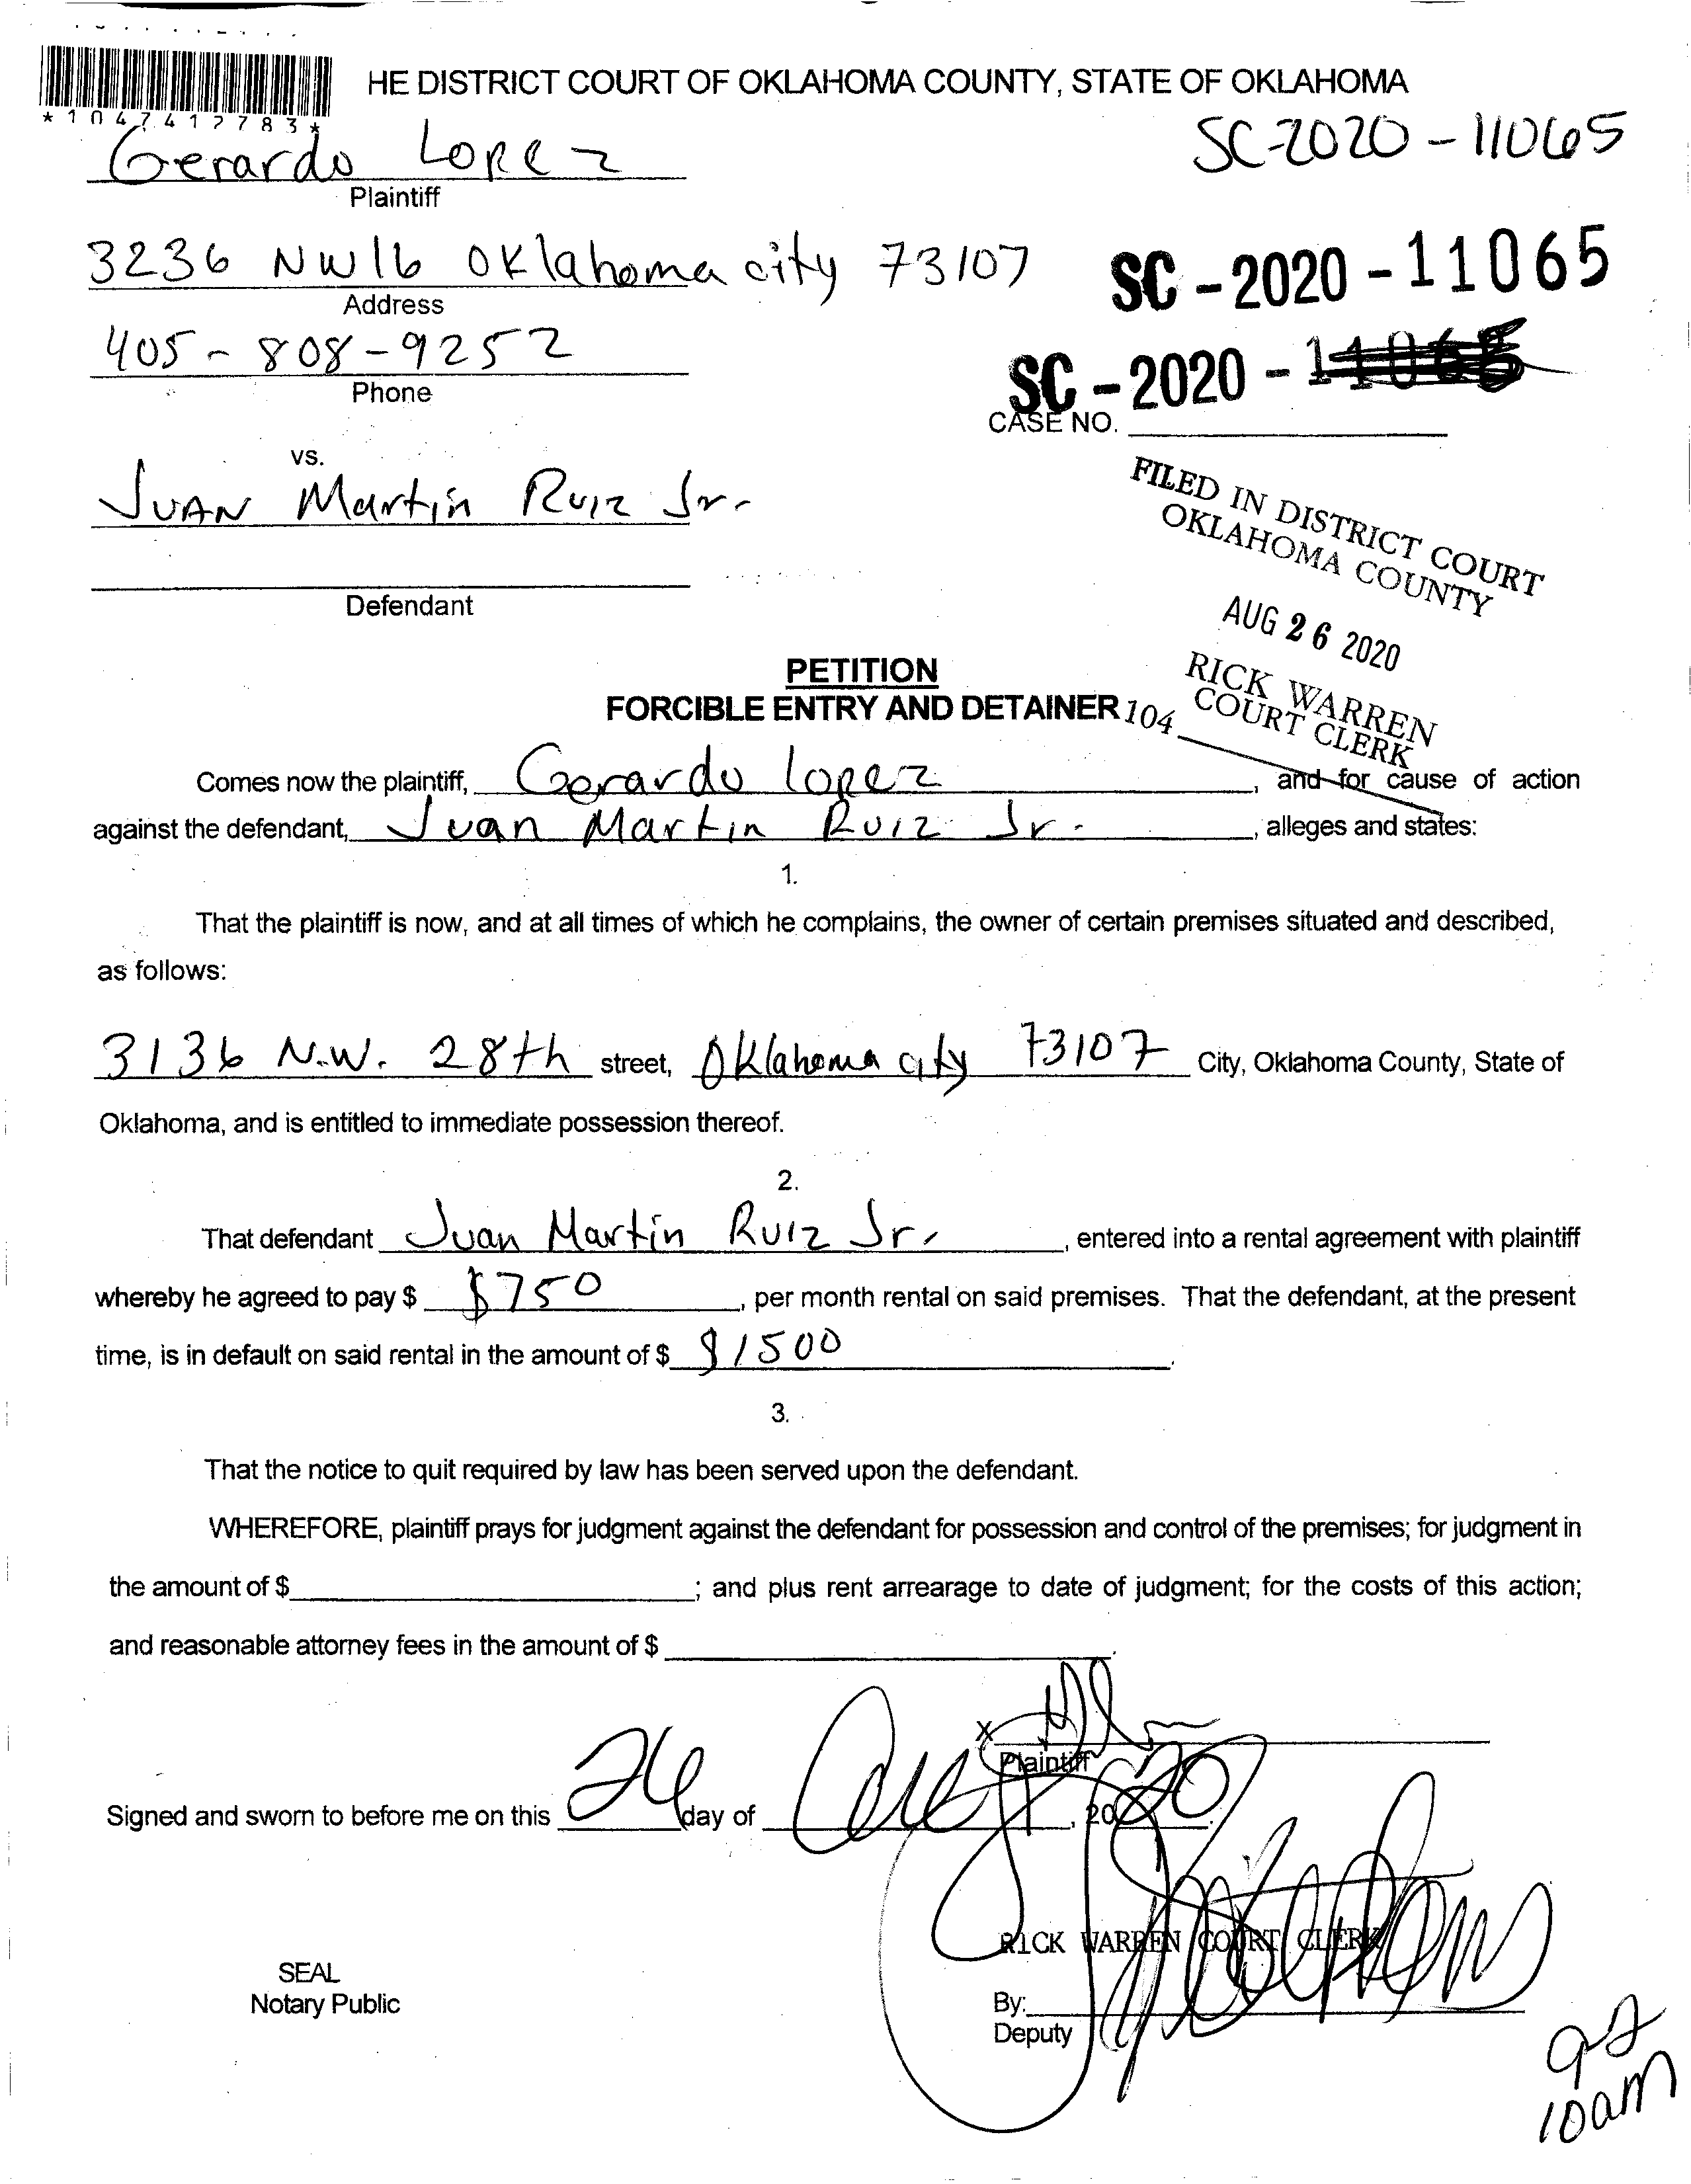 HE DISTRICT COURT OF OKLAHOMA COUNTY, STATE OF OKLAHOMA
*1047412783*
Gerardo Lopez
SC-2020-11065
Plaintiff
3236 NW16 Oklahoma city 73107
SC-2020-11065
Address
405-808-9252
Phone
SC-2020-11065
CASE NO.
vs.
JUAN Martin Ruiz Jr.
FILED IN DISTRICT COURT
OKLAHOMA COUNTY
Defendant
AUG 26 2020
PETITION
RICK WARREN
COURT CLERK
FORCIBLE ENTRY AND DETAINER 104
Comes now the plaintiff, Gerardo lopez, and for cause of action
against the defendant, Juan Martin Ruiz Jr., alleges and states:
1.
That the plaintiff is now, and at all times of which he complains, the owner of certain premises situated and described,
as follows:
3136 N.W. 28th street, Oklahoma city 73107 City, Oklahoma County, State of
Oklahoma, and is entitled to immediate possession thereof.
2.
That defendant Juan Martin Ruiz Jr., entered into a rental agreement with plaintiff
whereby he agreed to pay $ $750, per month rental on said premises. That the defendant, at the present
time, is in default on said rental in the amount of $ $1500.
3.
That the notice to quit required by law has been served upon the defendant.
WHEREFORE, plaintiff prays for judgment against the defendant for possession and control of the premises; for judgment in
the amount of $; and plus rent arrearage to date of judgment; for the costs of this action;
and reasonable attorney fees in the amount of $.
X
Plaintiff
Signed and sworn to before me on this 26 day of Aug, 2020.
RICK WARREN COURT CLERK
SEAL
Notary Public
By:
Deputy
9-2
10am